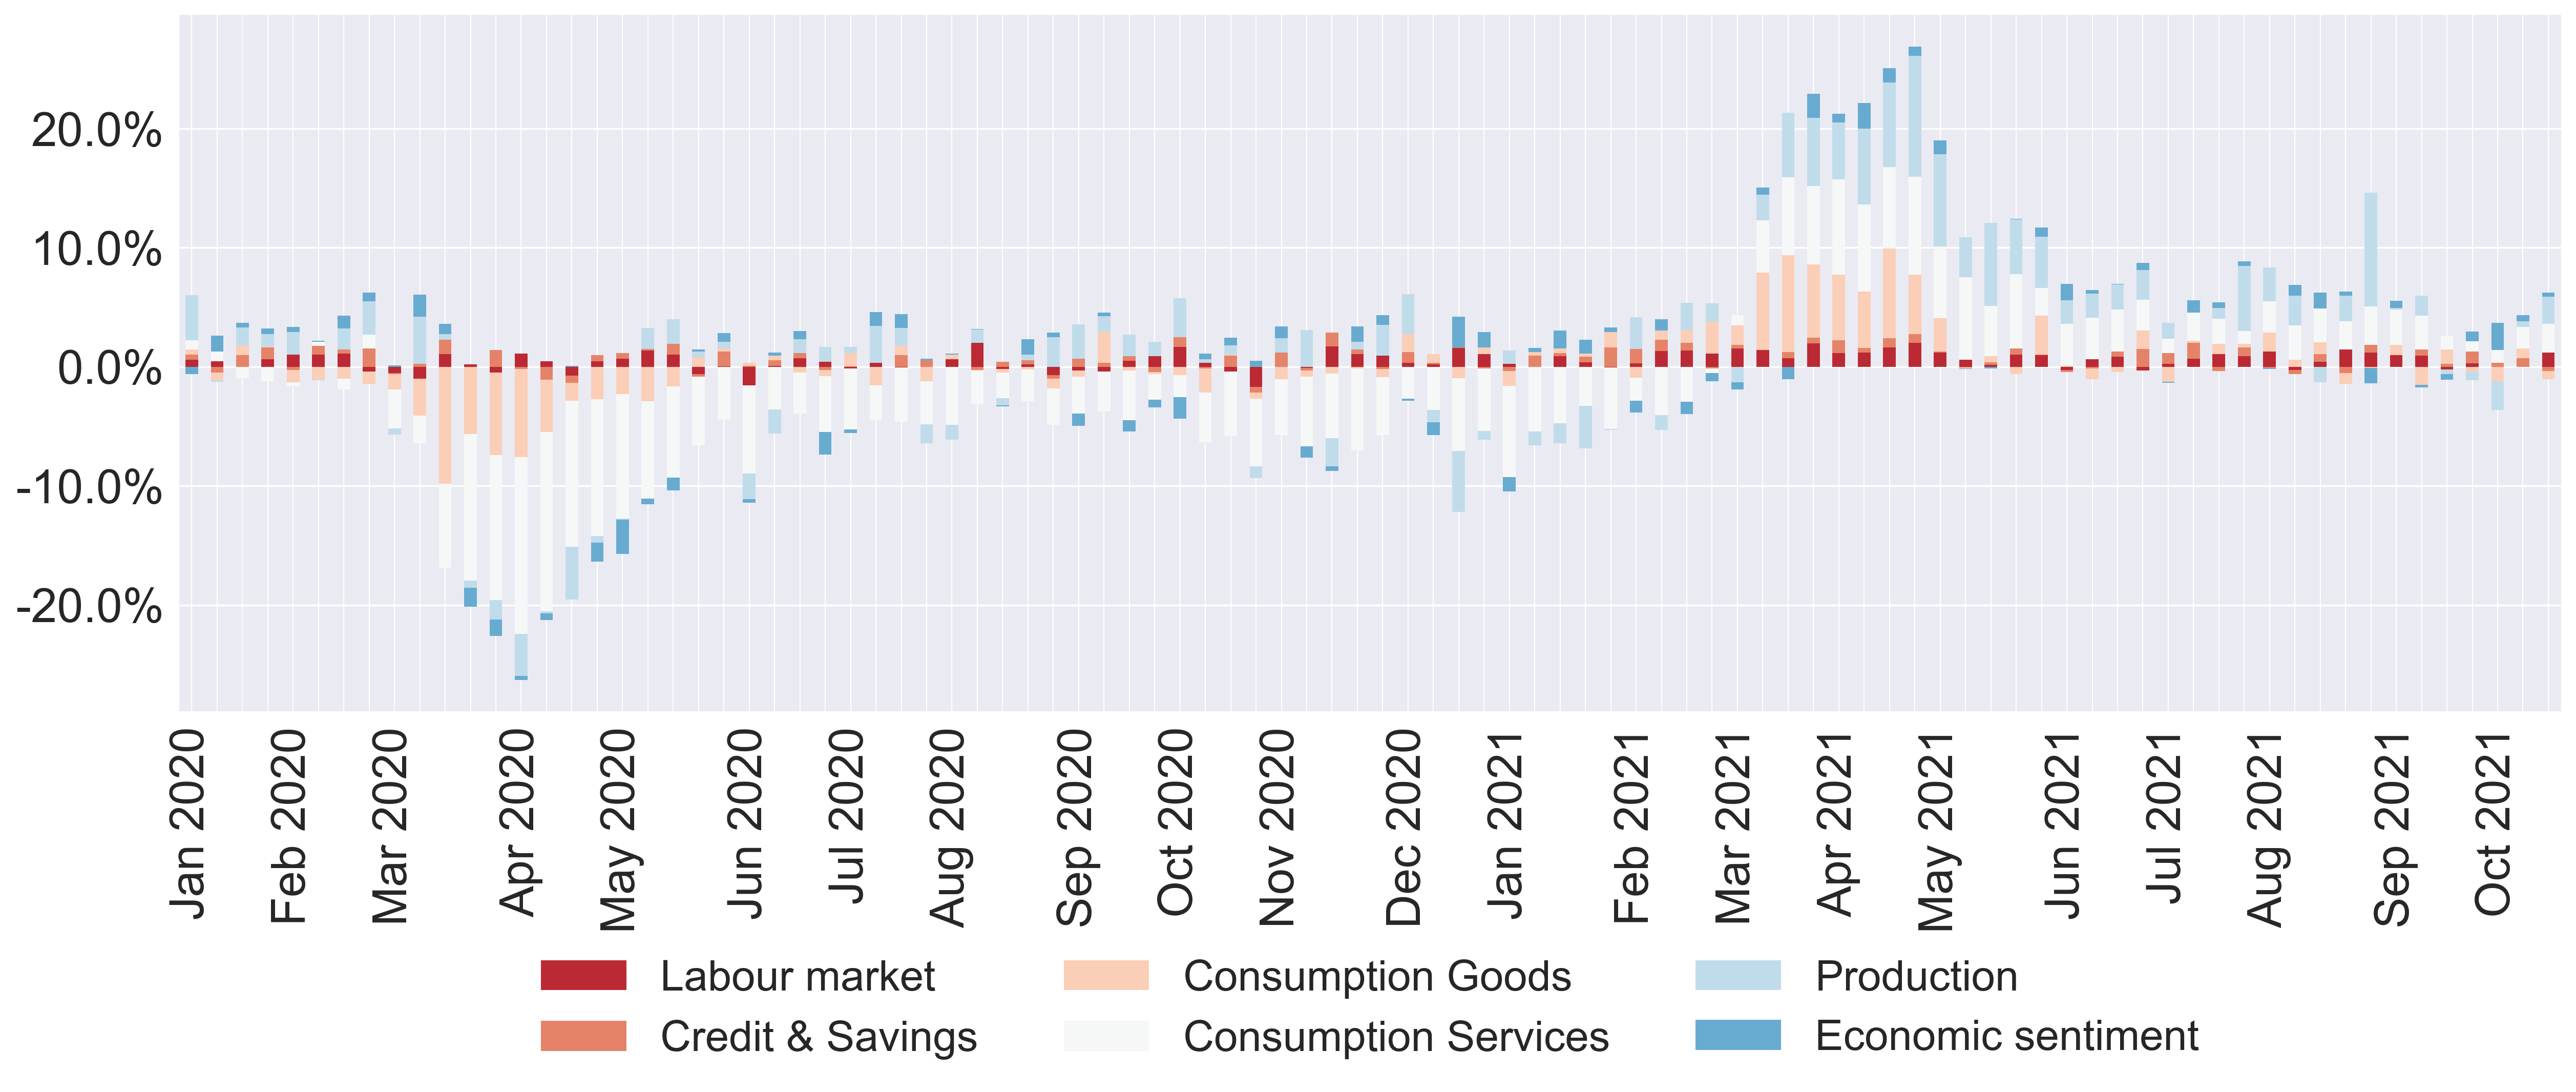 20.0%
10.0%
0.0%
-10.0%
-20.0%
Jan 2020
Feb 2020
Mar 2020
Apr 2020
May 2020
Jun 2020
Jul 2020
Aug 2020
Sep 2020
Oct 2020
Nov 2020
Dec 2020
Jan 2021
Feb 2021
Mar 2021
Apr 2021
May 2021
Jun 2021
Jul 2021
Aug 2021
Sep 2021
Oct 2021
Labour market
Consumption Goods
Production
Credit & Savings
Consumption Services
Economic sentiment